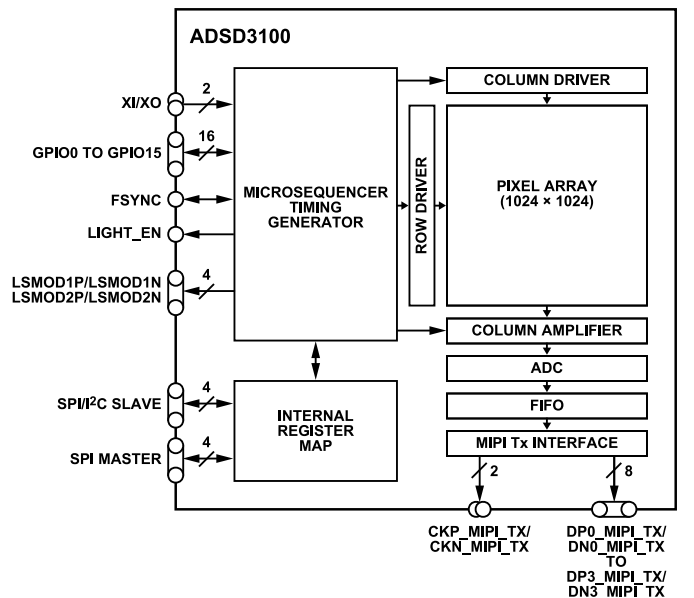 ADSD3100
XI/XO
2
GPIO0 TO GPIO15
16
FSYNC
LIGHT_EN
LSMOD1P/LSMOD1N
LSMOD2P/LSMOD2N
4
MICROSEQUENCER
TIMING
GENERATOR
COLUMN DRIVER
ROW DRIVER
PIXEL ARRAY
(1024 × 1024)
COLUMN AMPLIFIER
ADC
FIFO
MIPI Tx INTERFACE
SPI/I²C SLAVE
4
SPI MASTER
4
INTERNAL
REGISTER
MAP
2
8
CKP_MIPI_TX/
CKN_MIPI_TX
DP0_MIPI_TX/
DN0_MIPI_TX
TO
DP3_MIPI_TX/
DN3_MIPI_TX